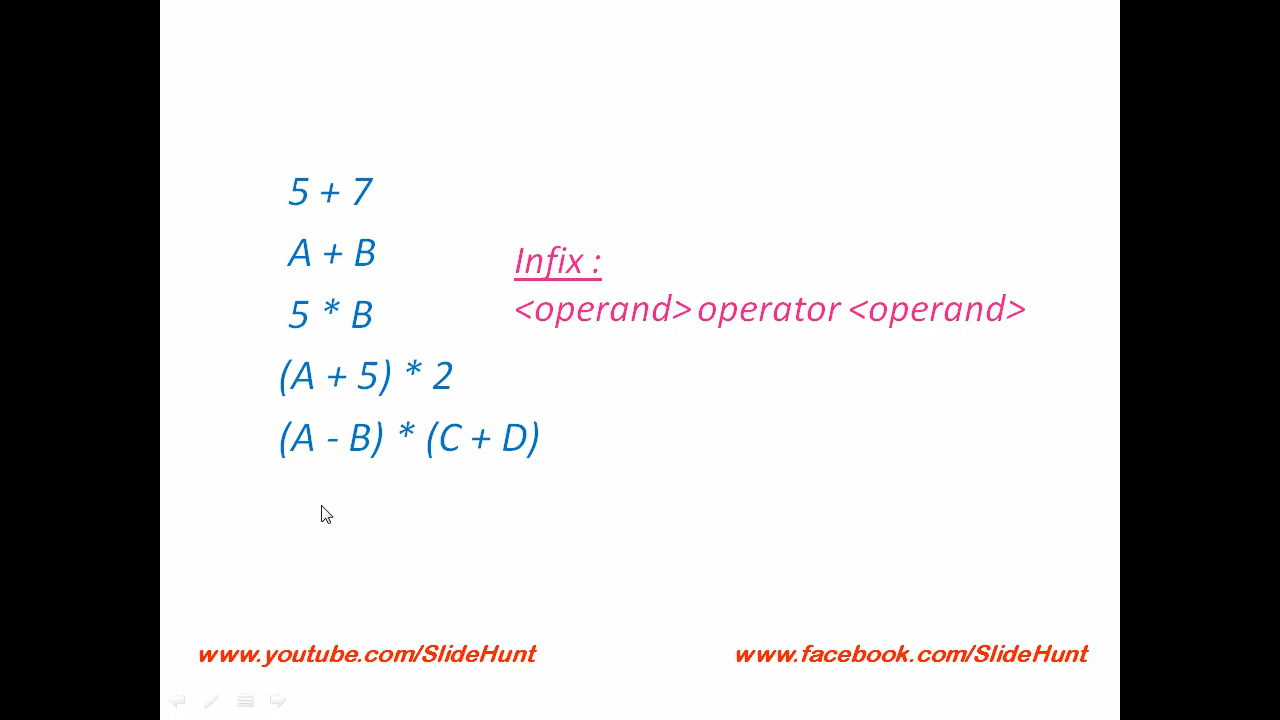 5 + 7
A + B
5 * B
(A + 5) * 2
(A - B) * (C + D)
Infix :
<operand> operator <operand>
www.youtube.com/SlideHunt
www.facebook.com/SlideHunt